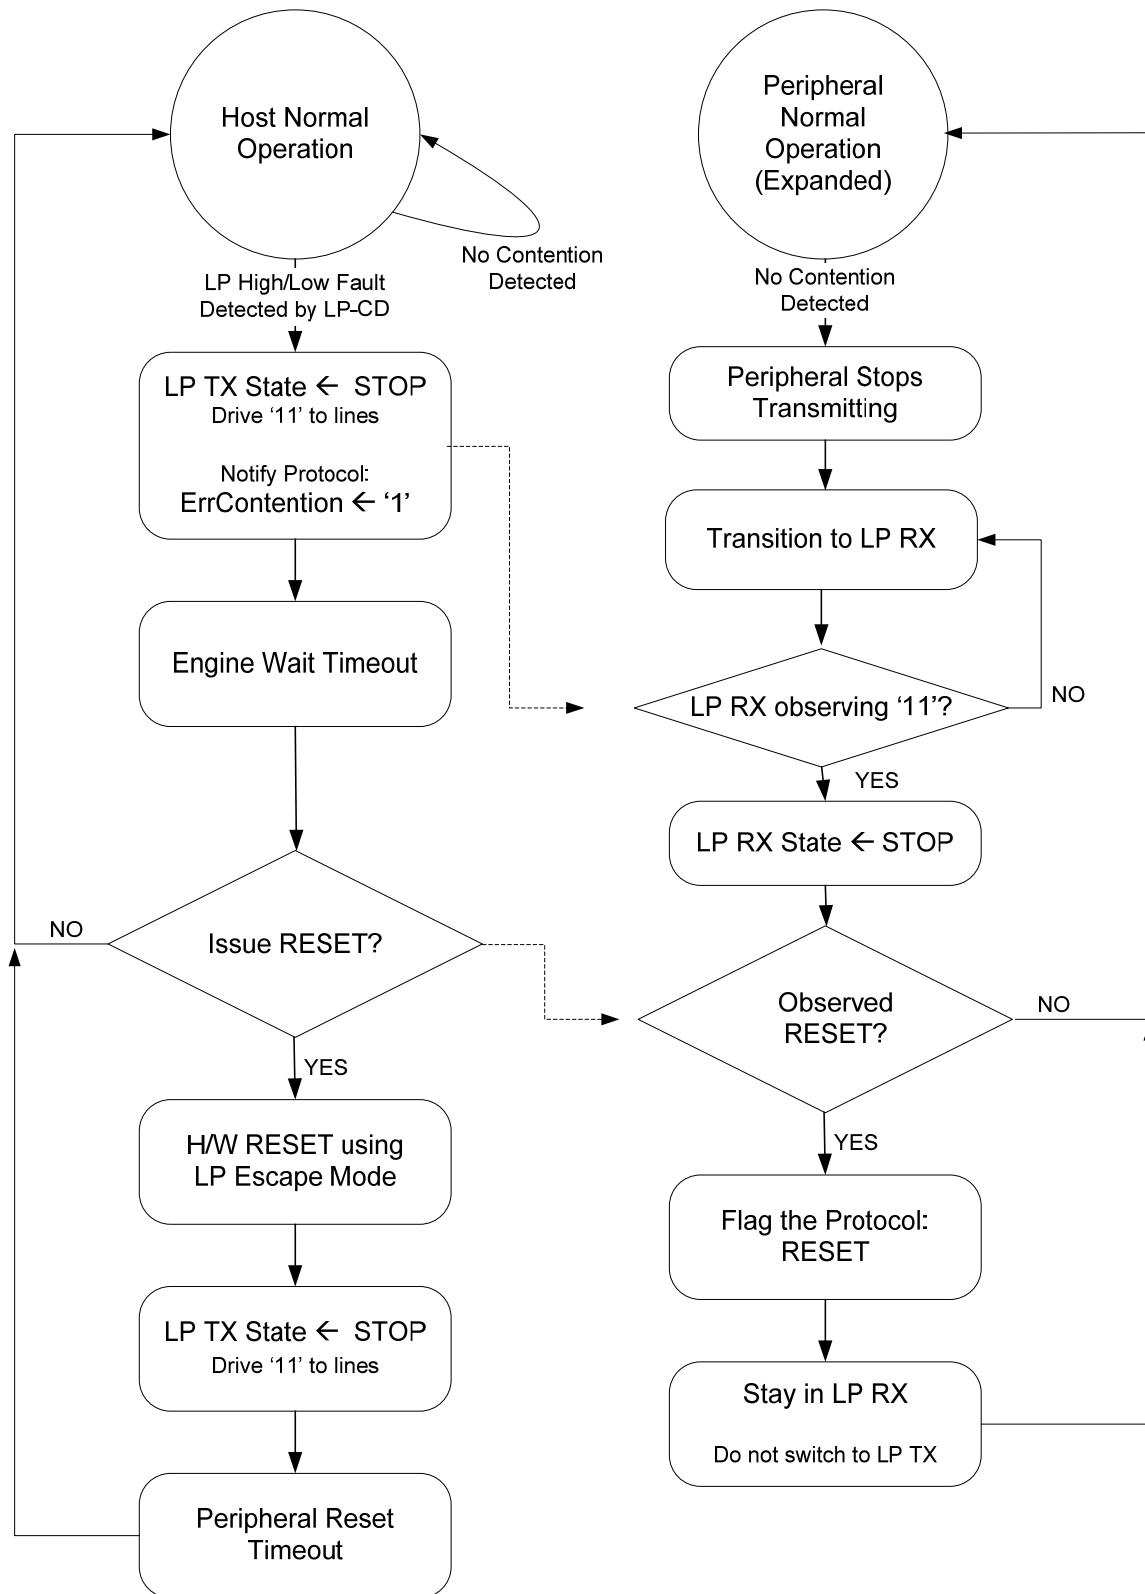 Host Normal
Operation
No Contention
Detected
LP High/Low Fault
Detected by LP-CD
LP TX State ← STOP
Drive ‘11’ to lines
Notify Protocol:
ErrContention ← ‘1’
Engine Wait Timeout
Issue RESET?
NO
YES
H/W RESET using
LP Escape Mode
LP TX State ← STOP
Drive ‘11’ to lines
Peripheral Reset
Timeout
Peripheral
Normal
Operation
(Expanded)
No Contention
Detected
Peripheral Stops
Transmitting
Transition to LP RX
LP RX observing ‘11’?
NO
YES
LP RX State ← STOP
Observed
RESET?
NO
YES
Flag the Protocol:
RESET
Stay in LP RX
Do not switch to LP TX